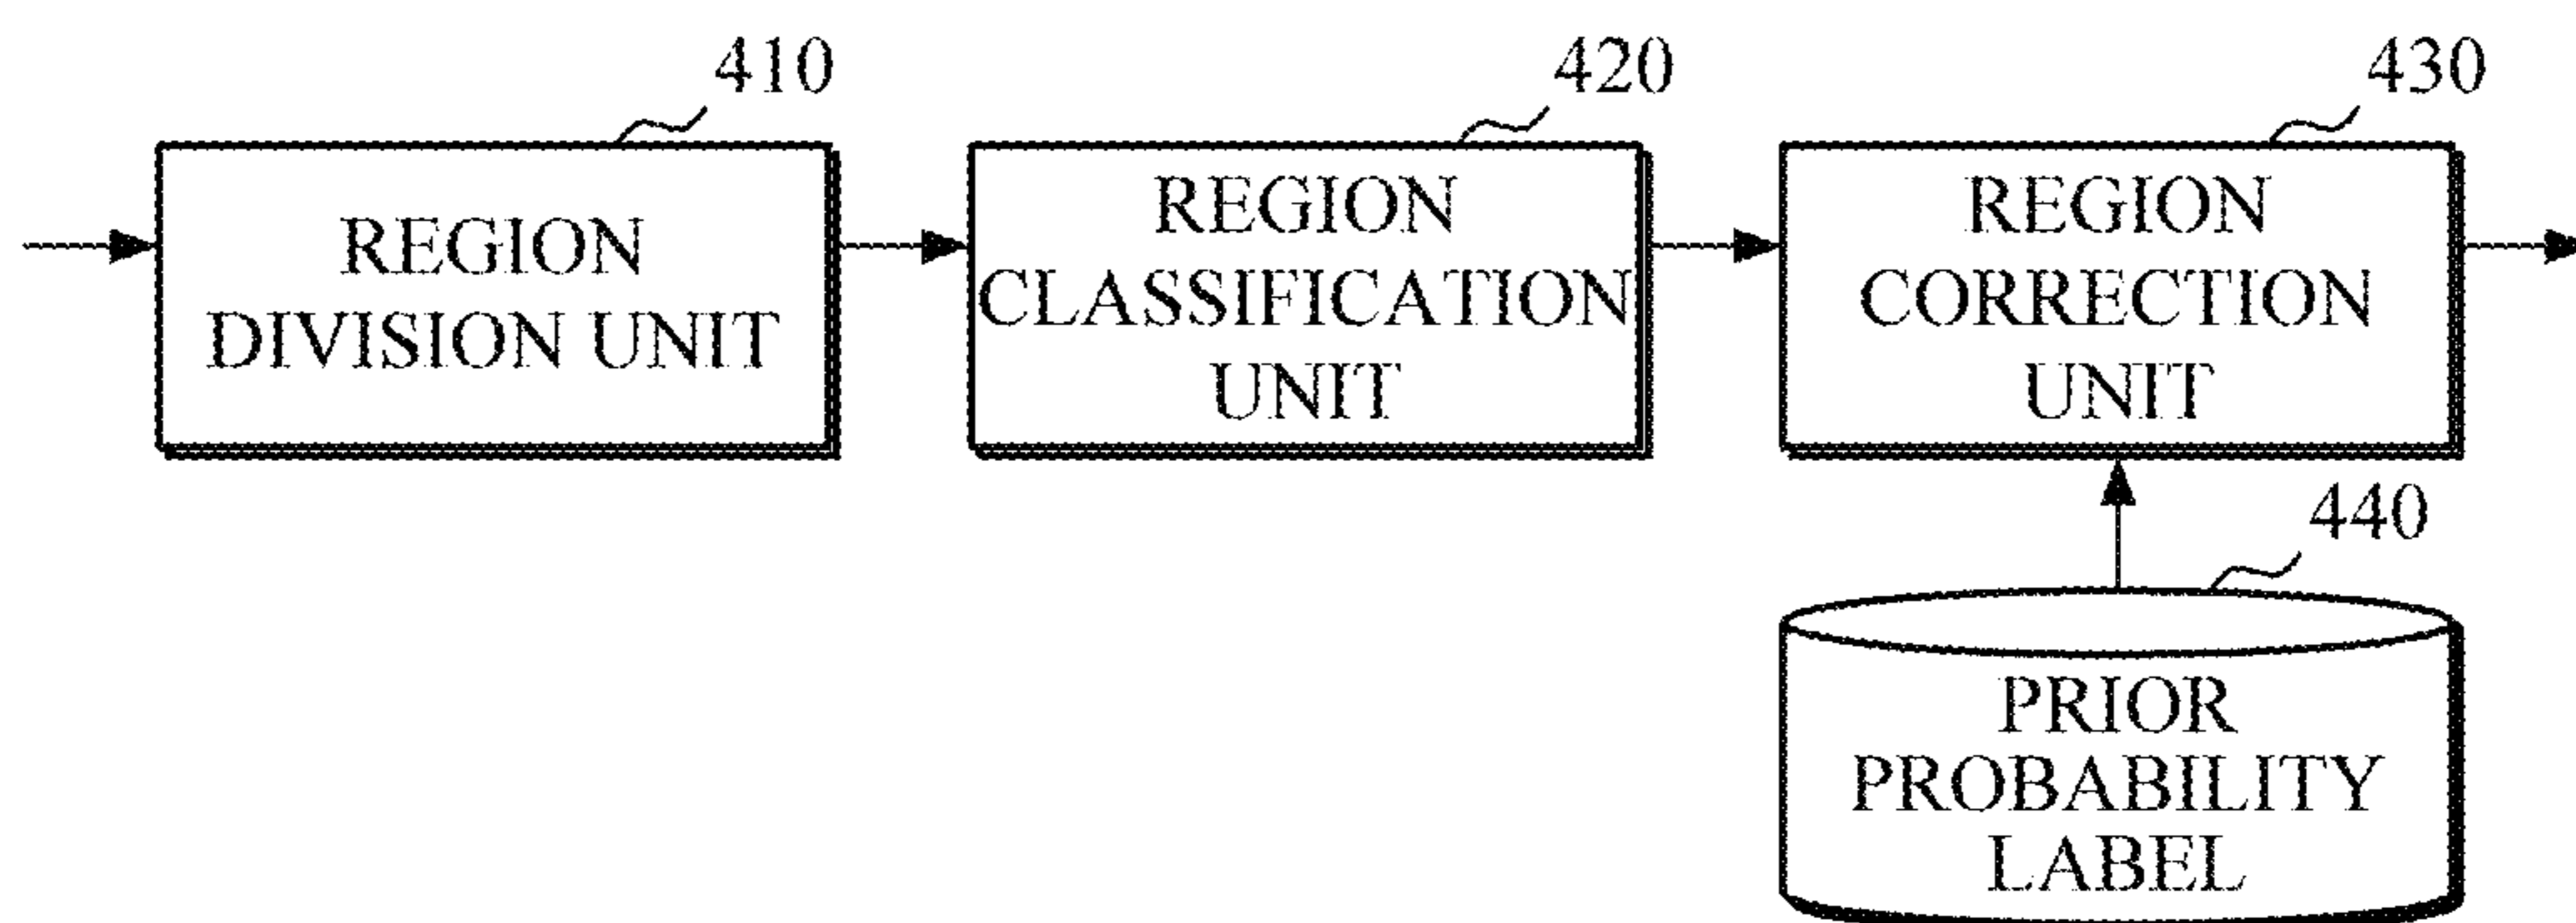 410
420
430
REGION
DIVISION UNIT
REGION
CLASSIFICATION
UNIT
REGION
CORRECTION
UNIT
440
PRIOR
PROBABILITY
LABEL